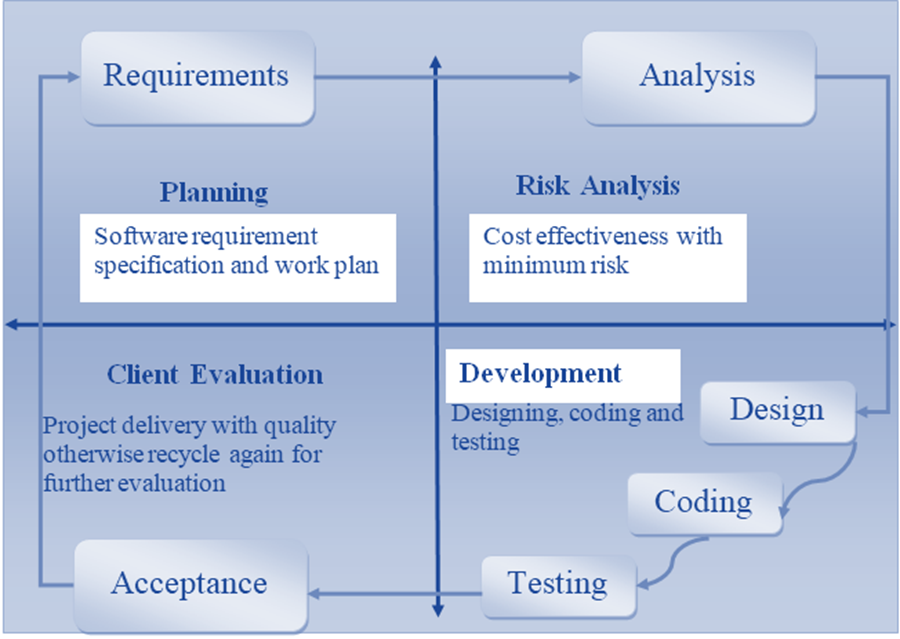 Requirements
Analysis
Planning
Software requirement
specification and work plan
Risk Analysis
Cost effectiveness with
minimum risk
Client Evaluation
Project delivery with quality
otherwise recycle again for
further evaluation
Development
Designing, coding and
testing
Design
Coding
Testing
Acceptance